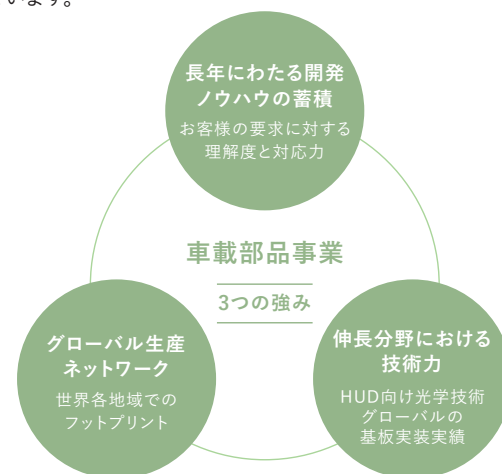 います。
長年にわたる開発
ノウハウの蓄積
お客様の要求に対する
理解度と対応力
車載部品事業
3つの強み
グローバル生産
ネットワーク
世界各地域での
フットプリント
伸長分野における
技術力
HUD向け光学技術
グローバルの
基板実装実績